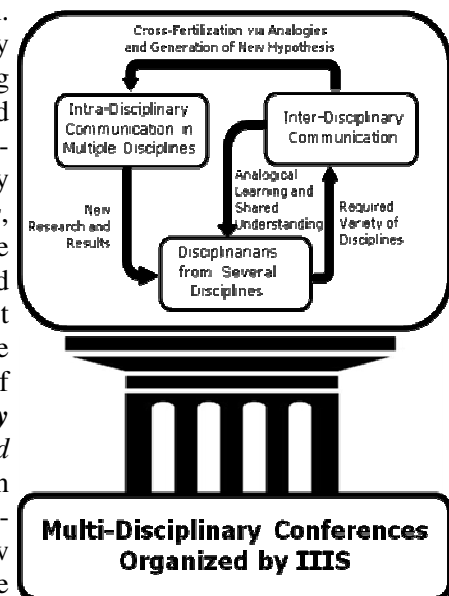 Cross-Fertilization via Analogies
and Generation of New Hypothesis
Intra-Disciplinary
Communication in
Multiple Disciplines
Inter-Disciplinary
Communication
New
Research and
Results
Analogical
Learning and
Shared
Understanding
Required
Variety of
Disciplines
Disciplinarians
from Several
Disciplines
Multi-Disciplinary Conferences
Organized by IIIS